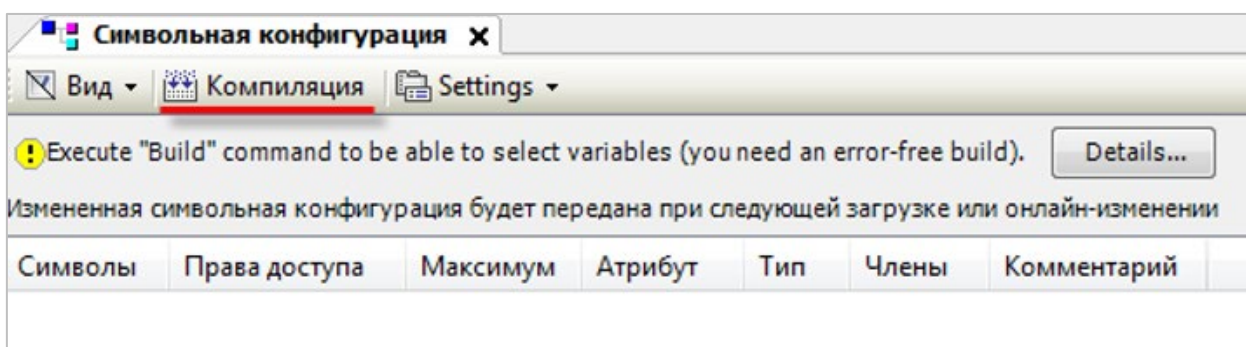 Символьная конфигурация
Вид Компиляция Settings
Execute "Build" command to be able to select variables (you need an error-free build). Details...
Измененная символьная конфигурация будет передана при следующей загрузке или онлайн-изменении
Символы Права доступа Максимум Атрибут Тип Члены Комментарий